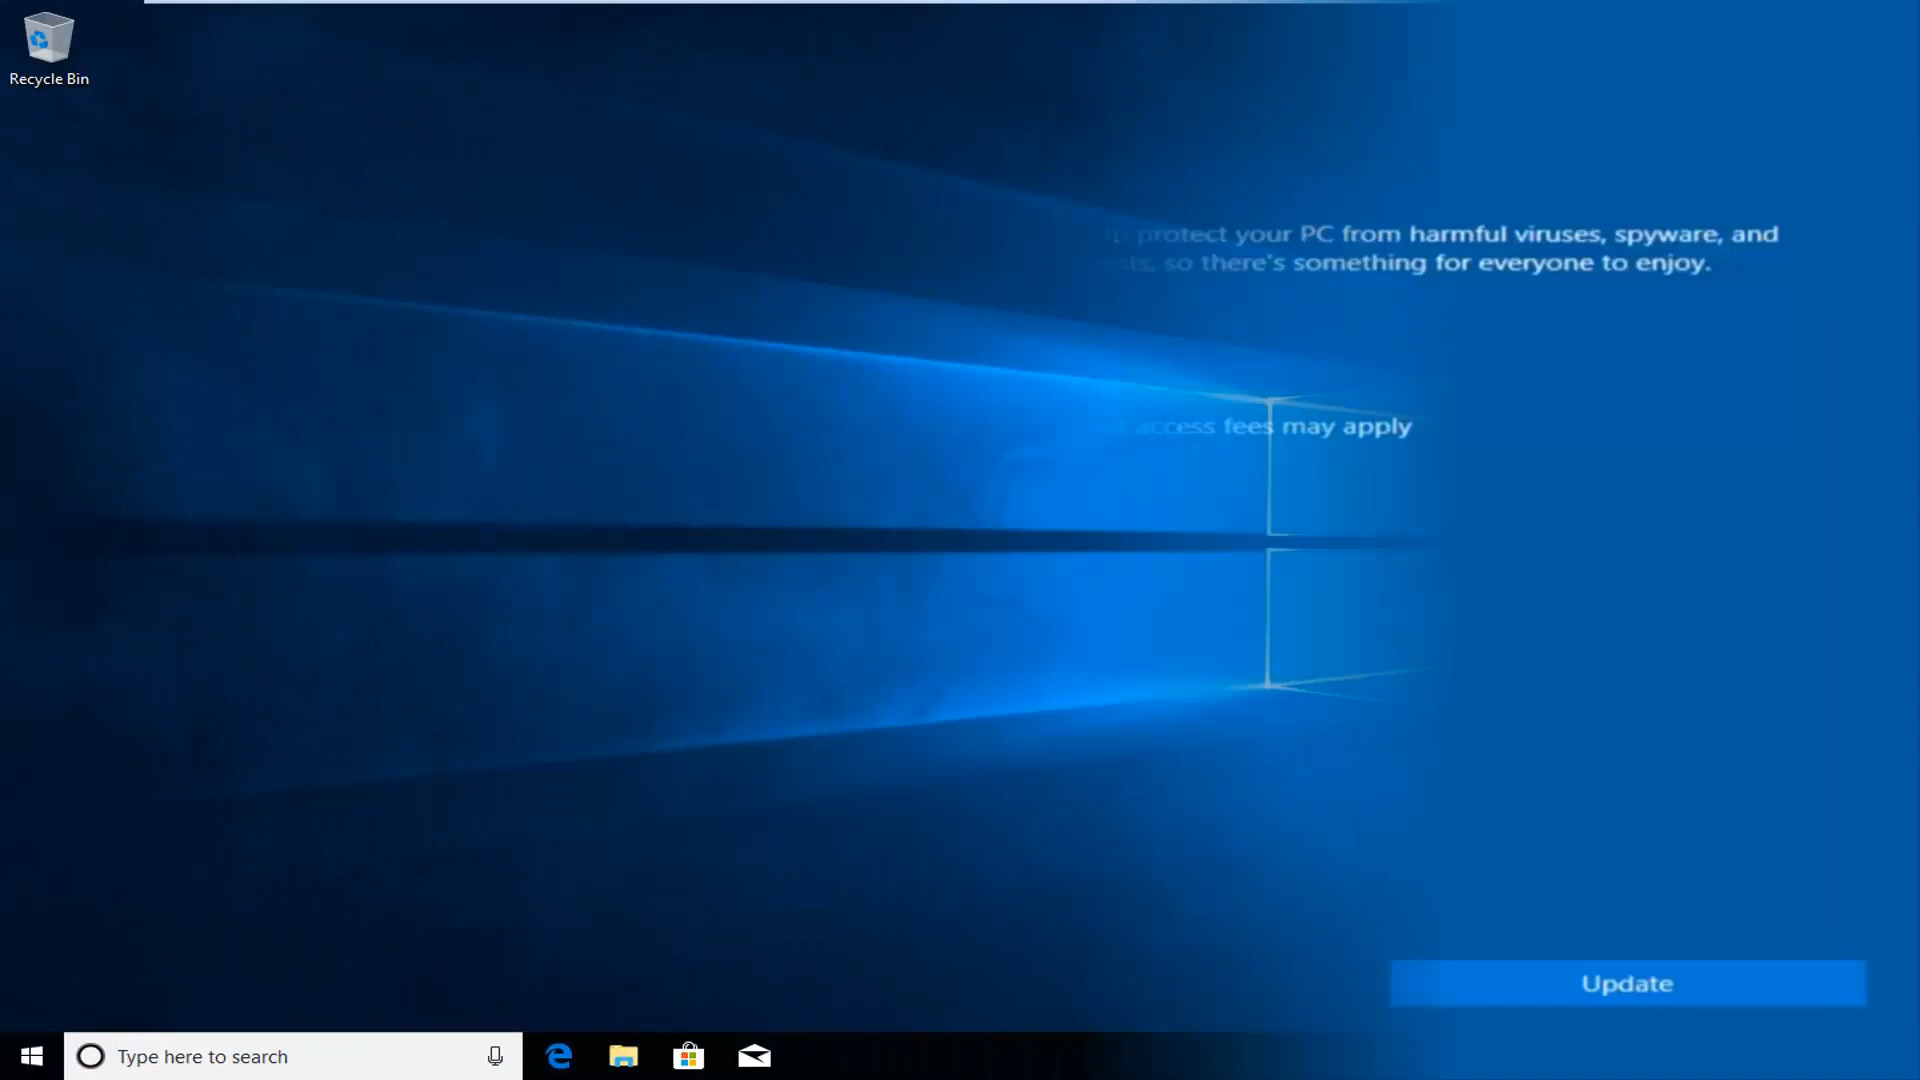 Recycle Bin
protect your PC from harmful viruses, spyware, and
so there's something for everyone to enjoy.
access fees may apply
Update
Type here to search